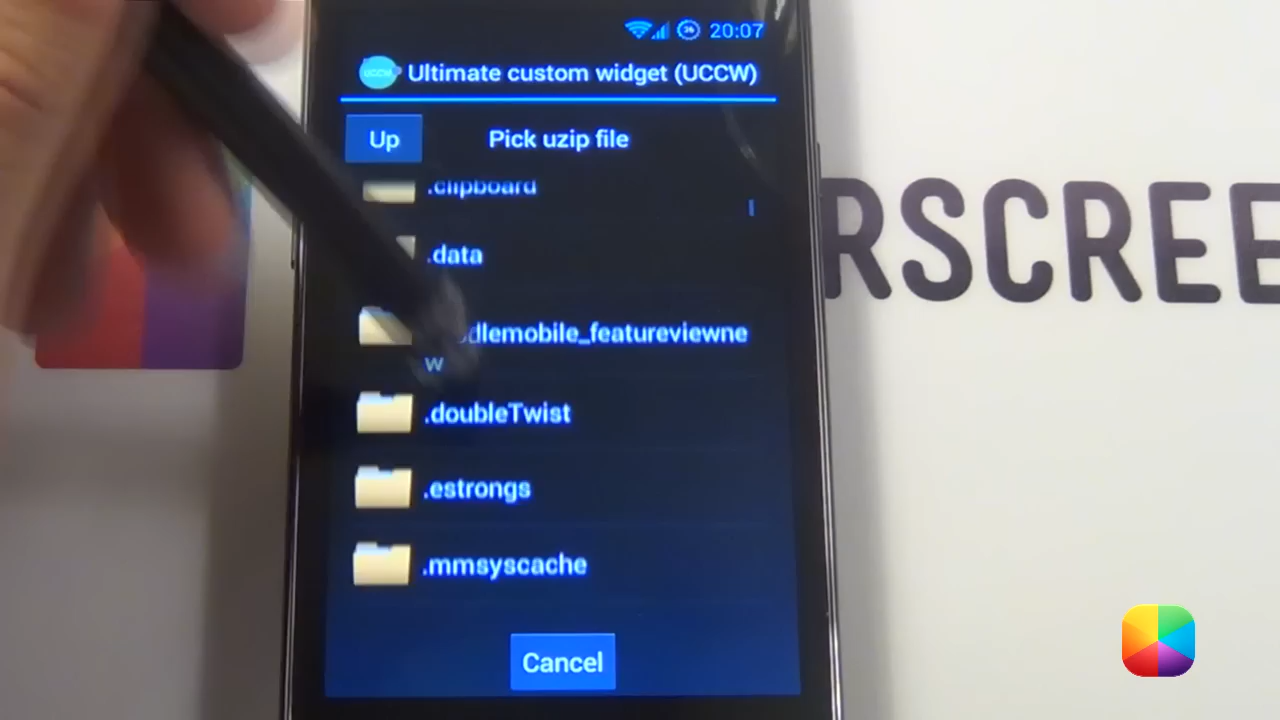 20:07
Ultimate custom widget (UCCW)
Up
Pick uzip file
.clipboard
.data
dlemobile_featureviewne
w
RSCREE
.doubleTwist
.estrongs
.mmsyscache
Cancel